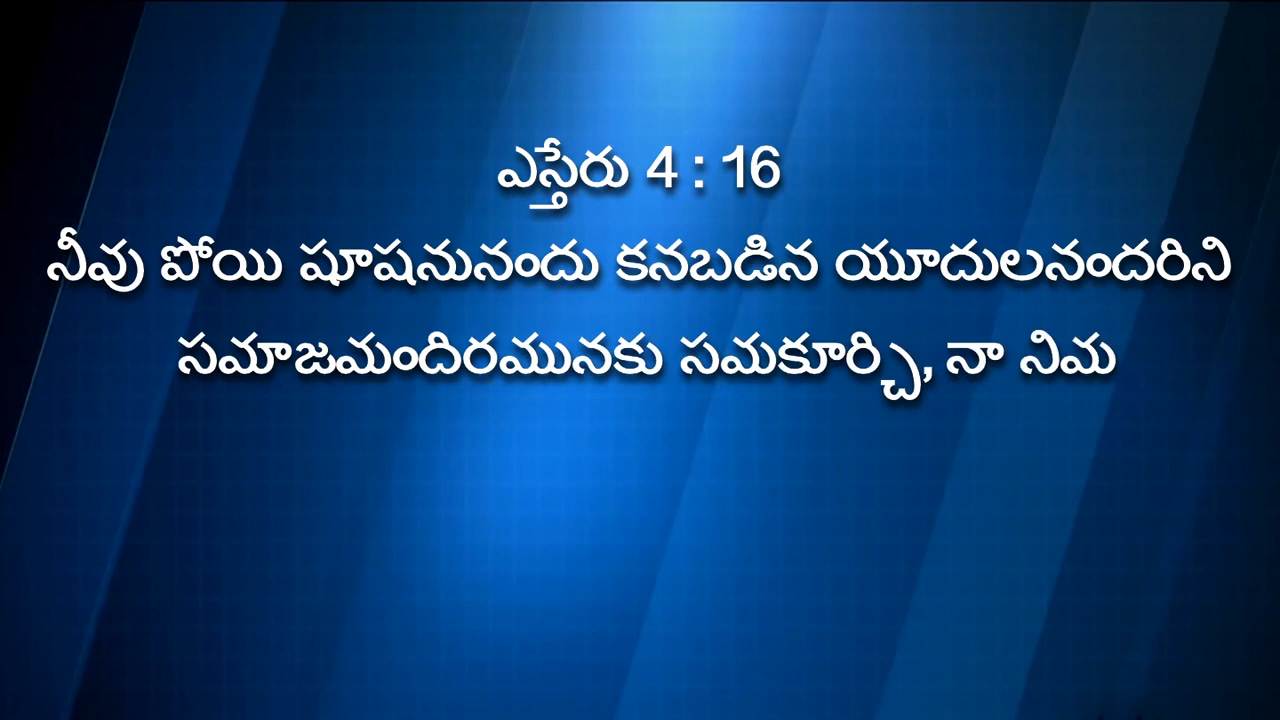 ఎస్తేరు 4 : 16
నీవు పోయి షూషనునందు కనబడిన యూదులనందరిని
సమాజమందిరమునకు సమకూర్చి, నా నిమ